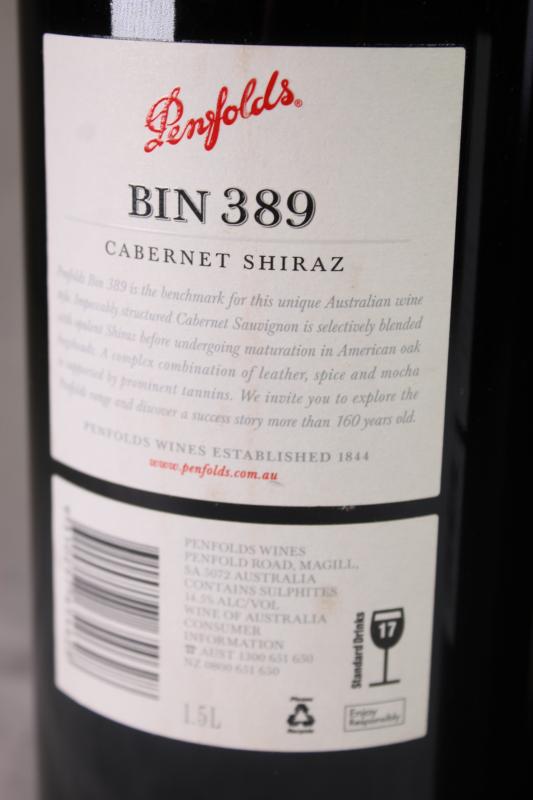 Penfolds®
BIN 389
CABERNET SHIRAZ
Penfolds Bin 389 is the benchmark for this unique Australian wine
style. Impeccably structured Cabernet Sauvignon is selectively blended
with opulent Shiraz before undergoing maturation in American oak
hogsheads. A complex combination of leather, spice and mocha
is supported by prominent tannins. We invite you to explore the
Penfolds range and discover a success story more than 160 years old.
PENFOLDS WINES ESTABLISHED 1844
www.penfolds.com.au
PENFOLDS WINES
PENFOLD ROAD, MAGILL,
SA 5072 AUSTRALIA
CONTAINS SULPHITES
14.5% ALC/VOL
WINE OF AUSTRALIA
CONSUMER
INFORMATION
☎ AUST 1300 651 650
NZ 0800 651 650
1.5L
Please
Recycle
Standard Drinks
17
Enjoy
Responsibly